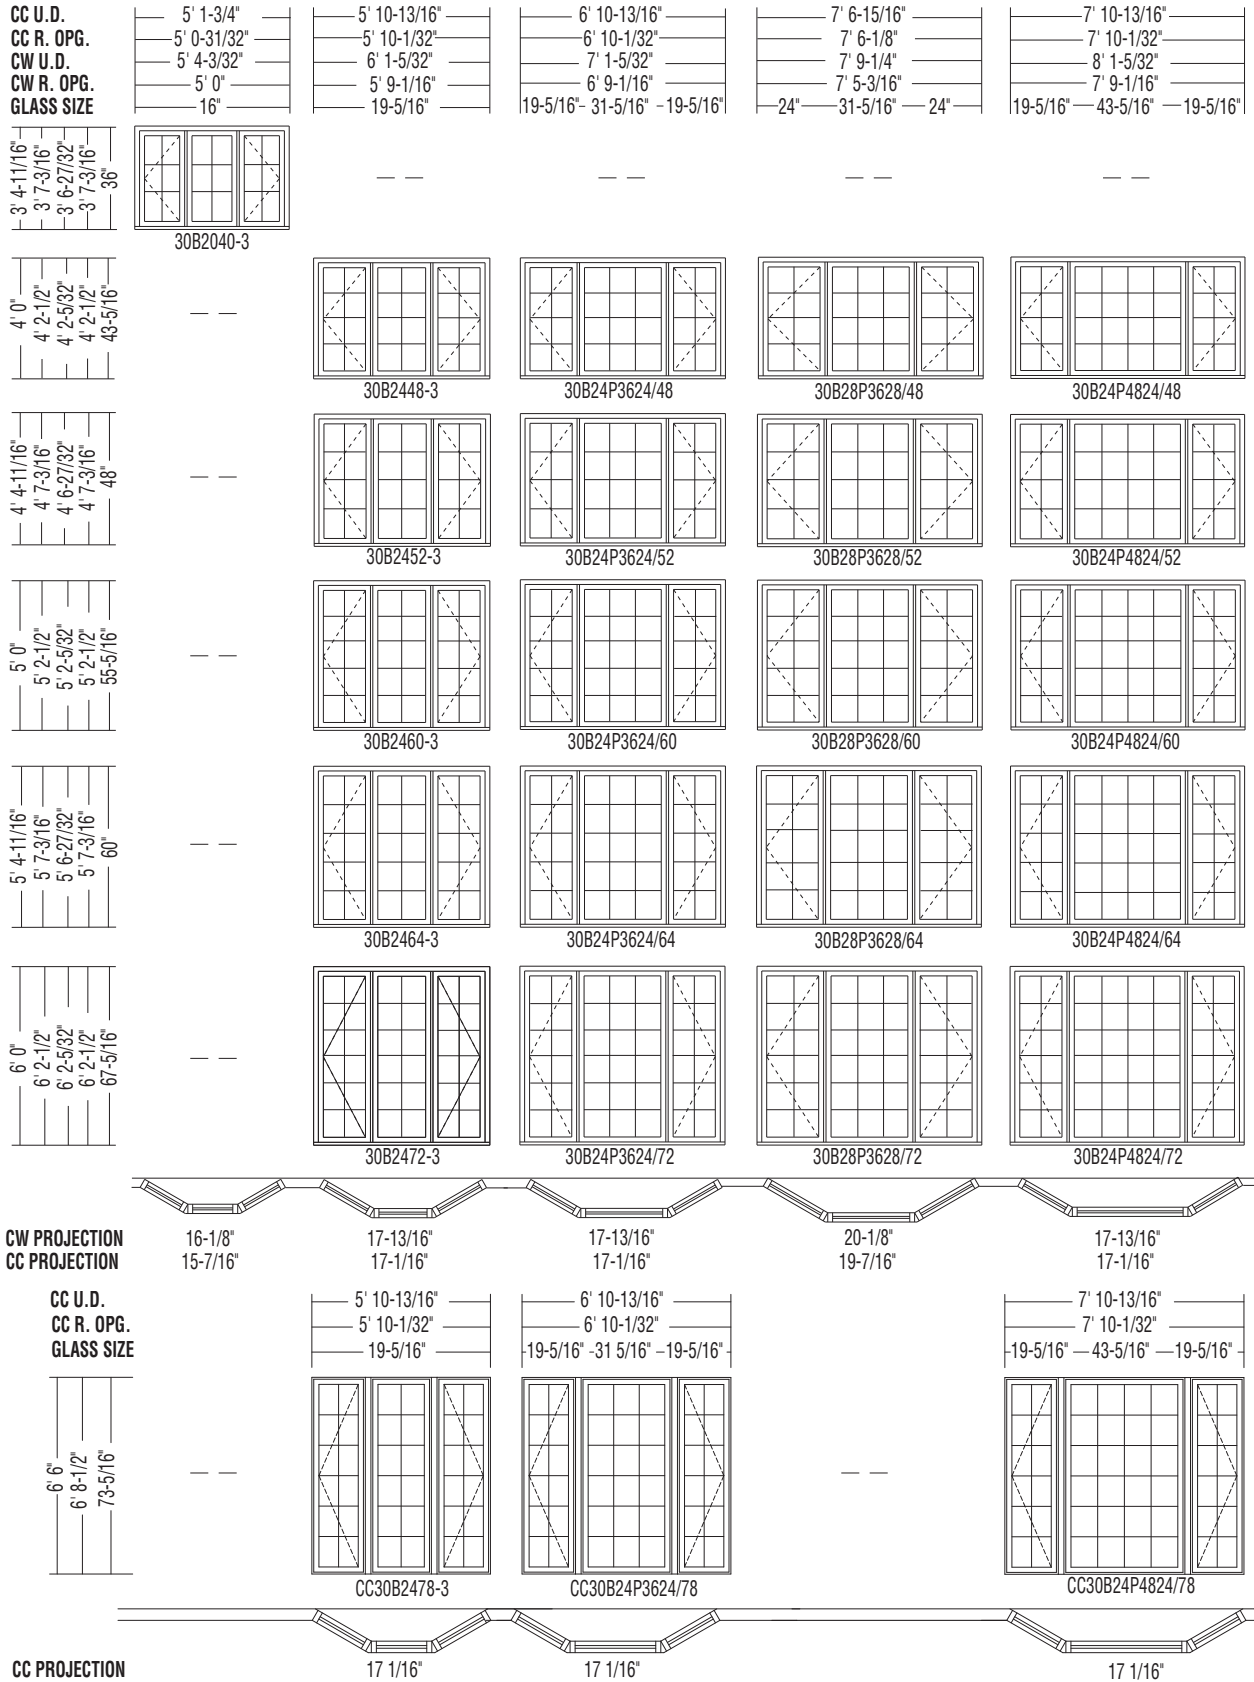 CC U.D. 5' 1-3/4" 5' 10-13/16" 6' 10-13/16" 7' 6-15/16" 7' 10-13/16"
CC R. OPG. 5' 0-31/32" 5' 10-1/32" 6' 10-1/32" 7' 6-1/8" 7' 10-1/32"
CW U.D. 5' 4-3/32" 6' 1-5/32" 7' 1-5/32" 7' 9-1/4" 8' 1-5/32"
CW R. OPG. 5' 0" 5' 9-1/16" 6' 9-1/16" 7' 5-3/16" 7' 9-1/16"
GLASS SIZE 16" 19-5/16" 19-5/16" 31-5/16" 19-5/16" 24" 31-5/16" 24" 19-5/16" 43-5/16" 19-5/16"
3' 4-11/16"
3' 7-3/16"
3' 6-27/32"
3' 7-3/16"
36"
30B2040-3
4' 0"
4' 2-1/2"
4' 2-5/32"
4' 2-1/2"
43-5/16"
30B2448-3 30B24P3624/48 30B28P3628/48 30B24P4824/48
4' 4-11/16"
4' 7-3/16"
4' 6-27/32"
4' 7-3/16"
48"
30B2452-3 30B24P3624/52 30B28P3628/52 30B24P4824/52
5' 0"
5' 2-1/2"
5' 2-5/32"
5' 2-1/2"
55-5/16"
30B2460-3 30B24P3624/60 30B28P3628/60 30B24P4824/60
5' 4-11/16"
5' 7-3/16"
5' 6-27/32"
5' 7-3/16"
60"
30B2464-3 30B24P3624/64 30B28P3628/64 30B24P4824/64
6' 0"
6' 2-1/2"
6' 2-5/32"
6' 2-1/2"
67-5/16"
30B2472-3 30B24P3624/72 30B28P3628/72 30B24P4824/72
CW PROJECTION 16-1/8" 17-13/16" 17-13/16" 20-1/8" 17-13/16"
CC PROJECTION 15-7/16" 17-1/16" 17-1/16" 19-7/16" 17-1/16"
CC U.D. 5' 10-13/16" 6' 10-13/16" 7' 10-13/16"
CC R. OPG. 5' 10-1/32" 6' 10-1/32" 7' 10-1/32"
GLASS SIZE 19-5/16" 19-5/16" 31 5/16" 19-5/16" 19-5/16" 43-5/16" 19-5/16"
6' 6"
6' 8-1/2"
73-5/16"
CC30B2478-3 CC30B24P3624/78 CC30B24P4824/78
CC PROJECTION 17 1/16" 17 1/16" 17 1/16"